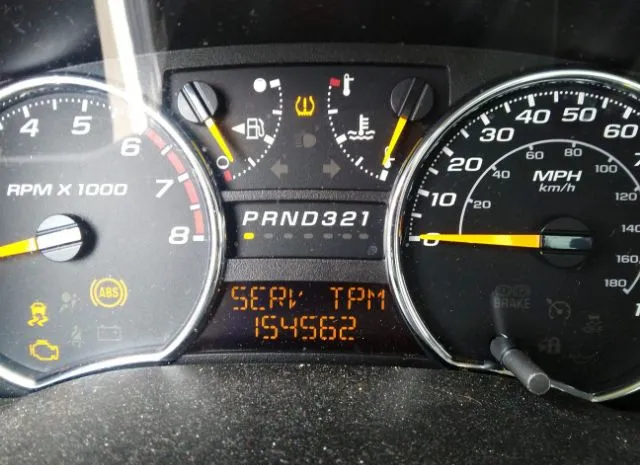 4 5 6 7 8
RPM X 1000
ABS
PRND321
SERV TPM
154562
0 10 20 30 40 50 60
20 40 60 80 100 120 140 160 180
MPH
km/h
BRAKE